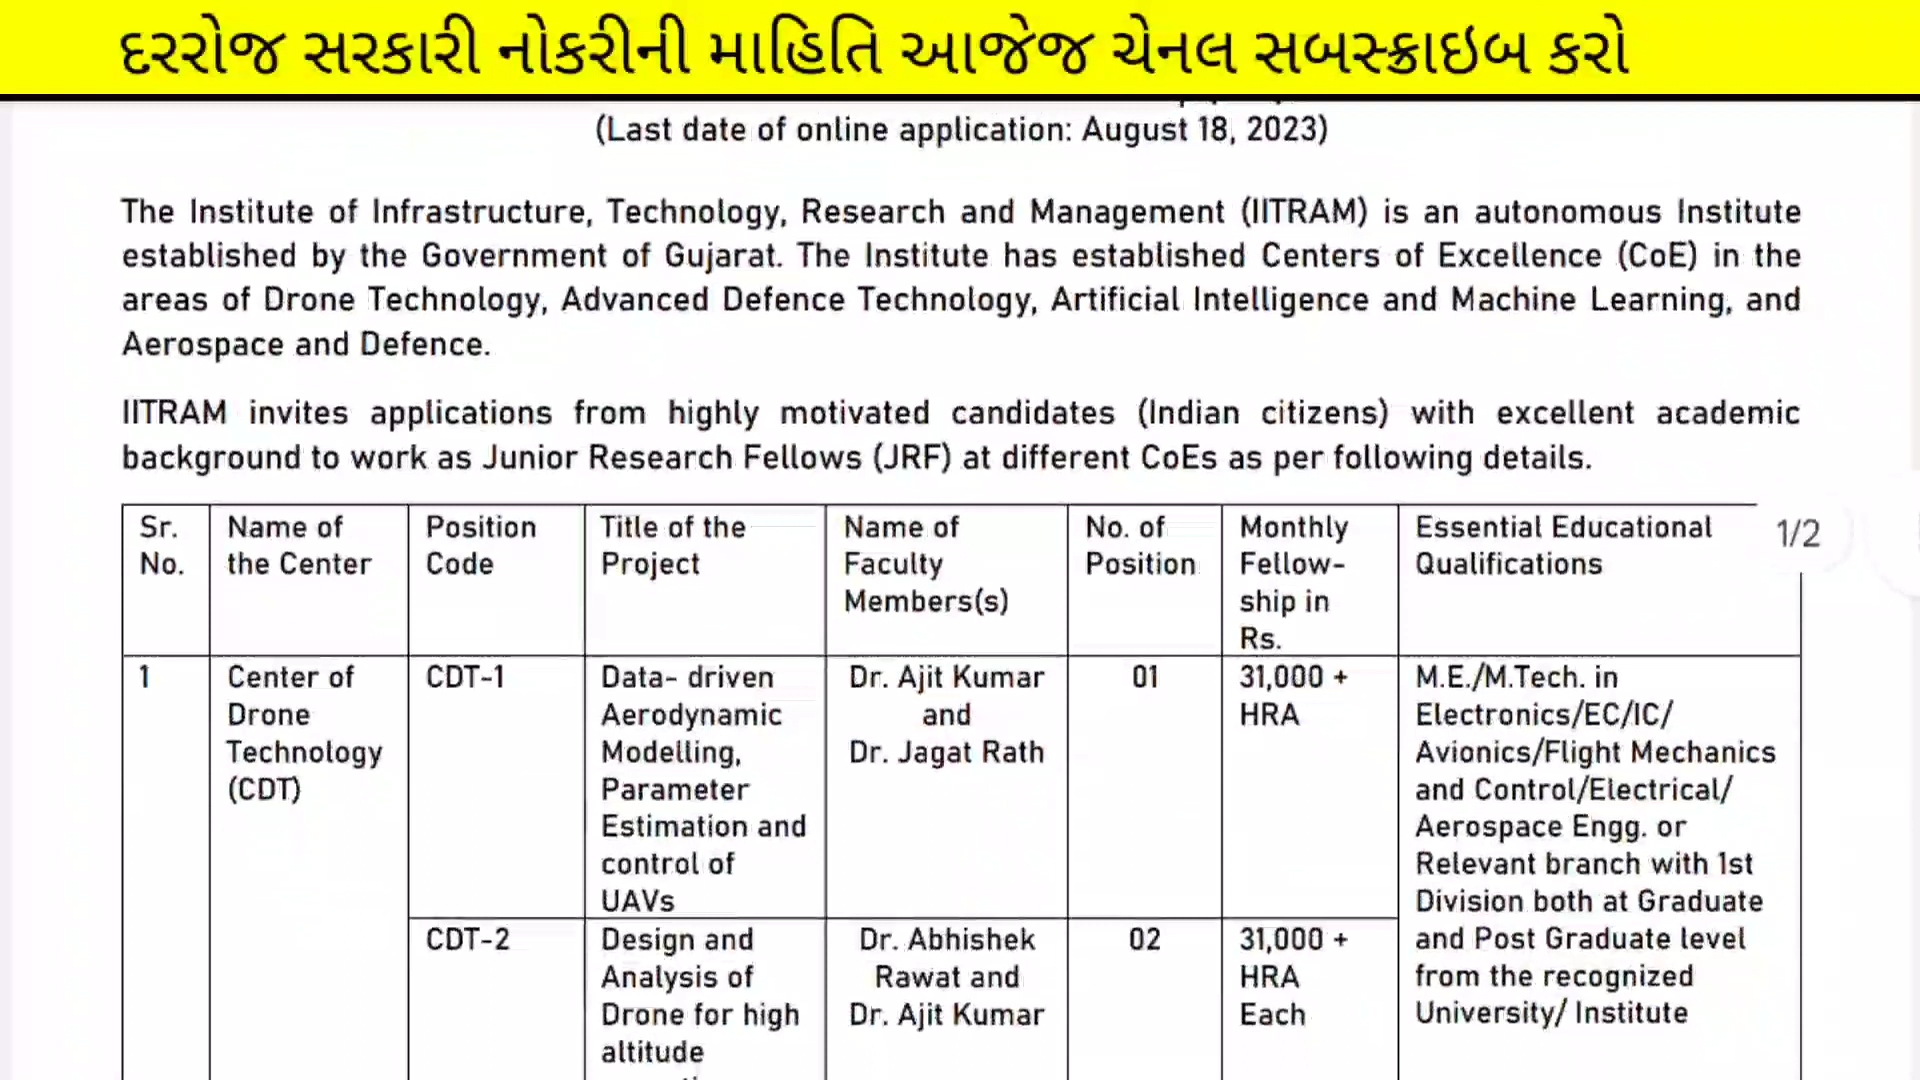 દરરોજ સરકારી નોકરીની માહિતિ આજેજ ચેનલ સબસ્ક્રાઇબ કરો
(Last date of online application: August 18, 2023)
The Institute of Infrastructure, Technology, Research and Management (IITRAM) is an autonomous Institute
established by the Government of Gujarat. The Institute has established Centers of Excellence (CoE) in the
areas of Drone Technology, Advanced Defence Technology, Artificial Intelligence and Machine Learning, and
Aerospace and Defence.
IITRAM invites applications from highly motivated candidates (Indian citizens) with excellent academic
background to work as Junior Research Fellows (JRF) at different CoEs as per following details.
Sr.
No.
Name of
the Center
Position
Code
Title of the
Project
Name of
Faculty
Members(s)
No. of
Position
Monthly
Fellow-
ship in
Rs.
Essential Educational
Qualifications
1/2
1
Center of
Drone
Technology
(CDT)
CDT-1
Data- driven
Aerodynamic
Modelling,
Parameter
Estimation and
control of
UAVs
Dr. Ajit Kumar
and
Dr. Jagat Rath
01
31,000 +
HRA
M.E./M.Tech. in
Electronics/EC/IC/
Avionics/Flight Mechanics
and Control/Electrical/
Aerospace Engg. or
Relevant branch with 1st
Division both at Graduate
and Post Graduate level
from the recognized
University/ Institute
CDT-2
Design and
Analysis of
Drone for high
altitude
Dr. Abhishek
Rawat and
Dr. Ajit Kumar
02
31,000 +
HRA
Each